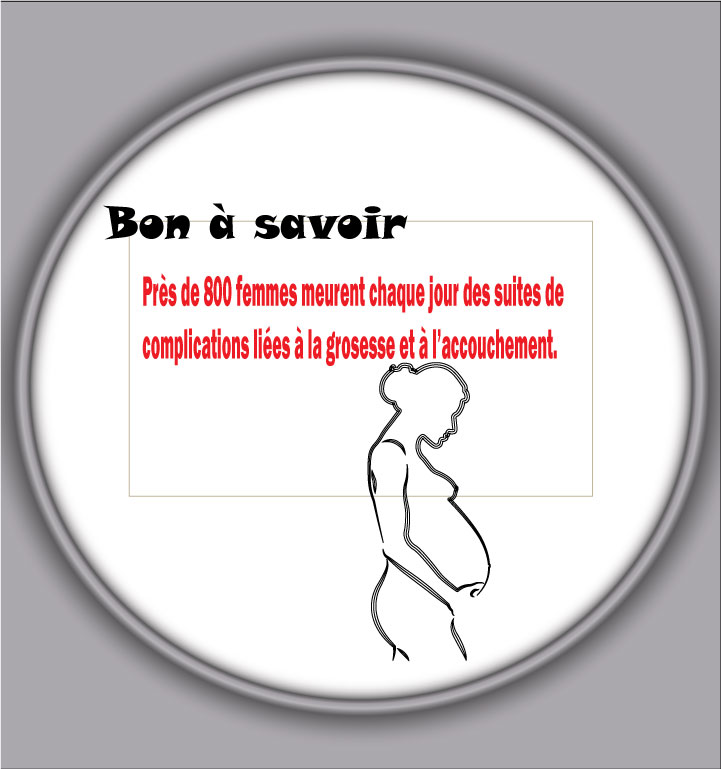 Bon à savoir
Près de 800 femmes meurent chaque jour des suites de
complications liées à la grosesse et à l'accouchement.